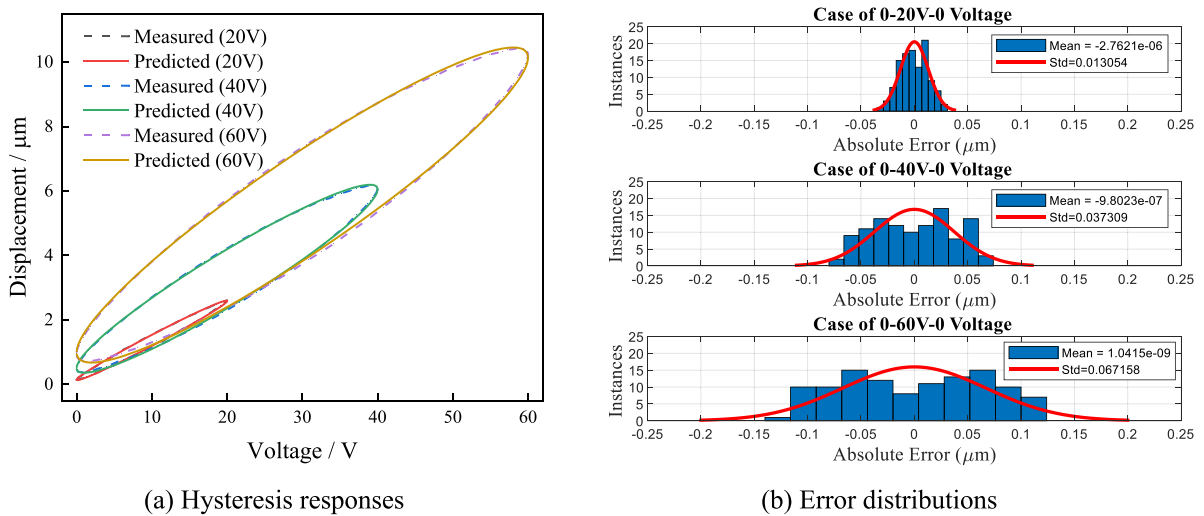 Measured (20V)
Predicted (20V)
Measured (40V)
Predicted (40V)
Measured (60V)
Predicted (60V)
10
8
6
4
2
0
0 10 20 30 40 50 60
Displacement / μm
Voltage / V
(a) Hysteresis responses
Case of 0-20V-0 Voltage
25
20
15
10
5
0
Instances
Mean = -2.7621e-06
Std=0.013054
-0.25 -0.2 -0.15 -0.1 -0.05 0 0.05 0.1 0.15 0.2 0.25
Absolute Error (μm)
Case of 0-40V-0 Voltage
25
20
15
10
5
0
Instances
Mean = -9.8023e-07
Std=0.037309
-0.25 -0.2 -0.15 -0.1 -0.05 0 0.05 0.1 0.15 0.2 0.25
Absolute Error (μm)
Case of 0-60V-0 Voltage
25
20
15
10
5
0
Instances
Mean = 1.0415e-09
Std=0.067158
-0.25 -0.2 -0.15 -0.1 -0.05 0 0.05 0.1 0.15 0.2 0.25
Absolute Error (μm)
(b) Error distributions